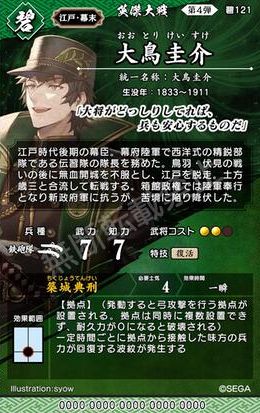 碧
江戸・幕末
英傑大戦
第4弾
碧121
おおとりけいすけ
大鳥圭介
統一名称：大鳥圭介
生没年：1833～1911
「大将がどっしりしてれば、
兵も安心するものだ」
江戸時代後期の幕臣。幕府陸軍で西洋式の精鋭部
隊である伝習隊の隊長を務めた。鳥羽・伏見の戦
いの後に無血開城を不服とし、江戸を脱走。土方
歳三と合流して転戦する。箱館政権では陸軍奉行
となり新政府軍に抗うが、苦境に陥り降伏した。
兵種
武力
知力
武将コスト
鉄砲隊
7
7
特技
復活
ちくじょうてんけい
築城典刑
必要士気
4
効果時間
一瞬
効果範囲
【拠点】（発動すると弓攻撃を行う拠点が
設置される。拠点は同時に複数設置でき
ず、耐久力が0になると破壊される）
一定時間ごとに拠点から接触した味方の兵
力が回復する波紋が発生する
Illustration:syow
©SEGA
0000-0000-0000-0000-0000